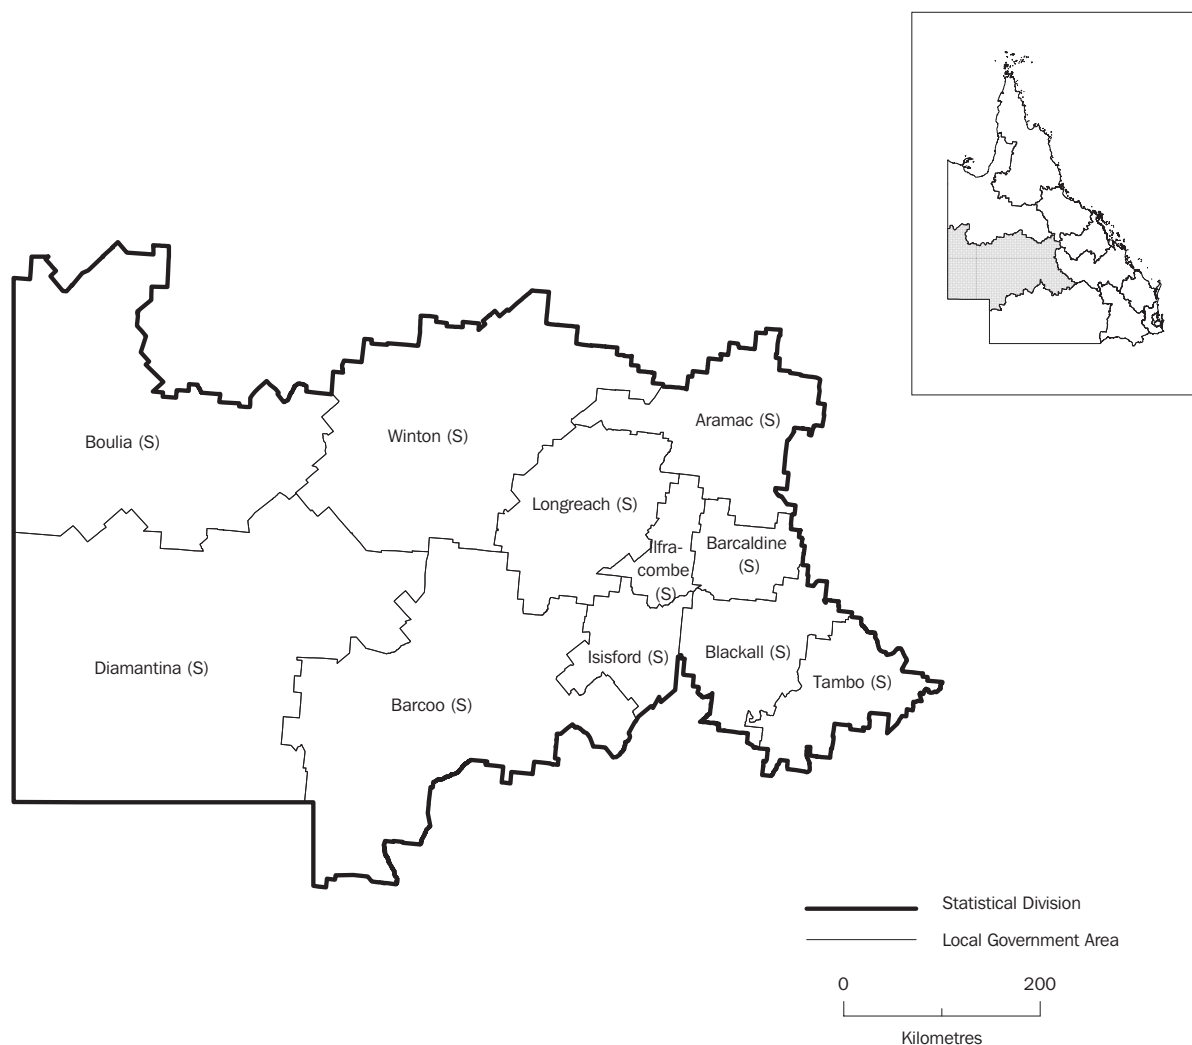 Aramac (S)
Winton (S)
Boulia (S)
Longreach (S)
Ilfra-
combe
(S)
Barcaldine
(S)
Blackall (S)
Isisford (S)
Diamantina (S)
Tambo (S)
Barcoo (S)
Statistical Division
Local Government Area
0 200
Kilometres